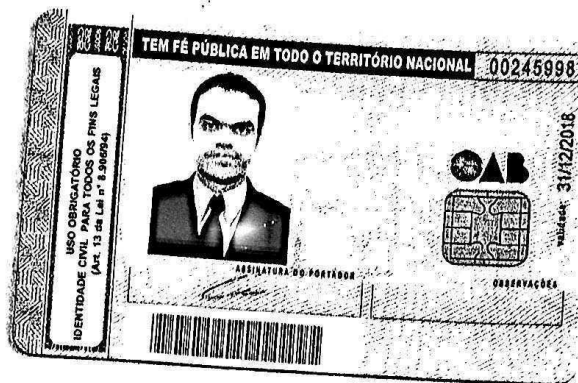 TEM FÉ PÚBLICA EM TODO O TERRITÓRIO NACIONAL
00245998
USO OBRIGATÓRIO
IDENTIDADE CIVIL PARA TODOS OS FINS LEGAIS
(Art. 13 da Lei nº 8.906/94)
OAB
Validade: 31/12/2018
ASSINATURA DO PORTADOR
OBSERVAÇÕES